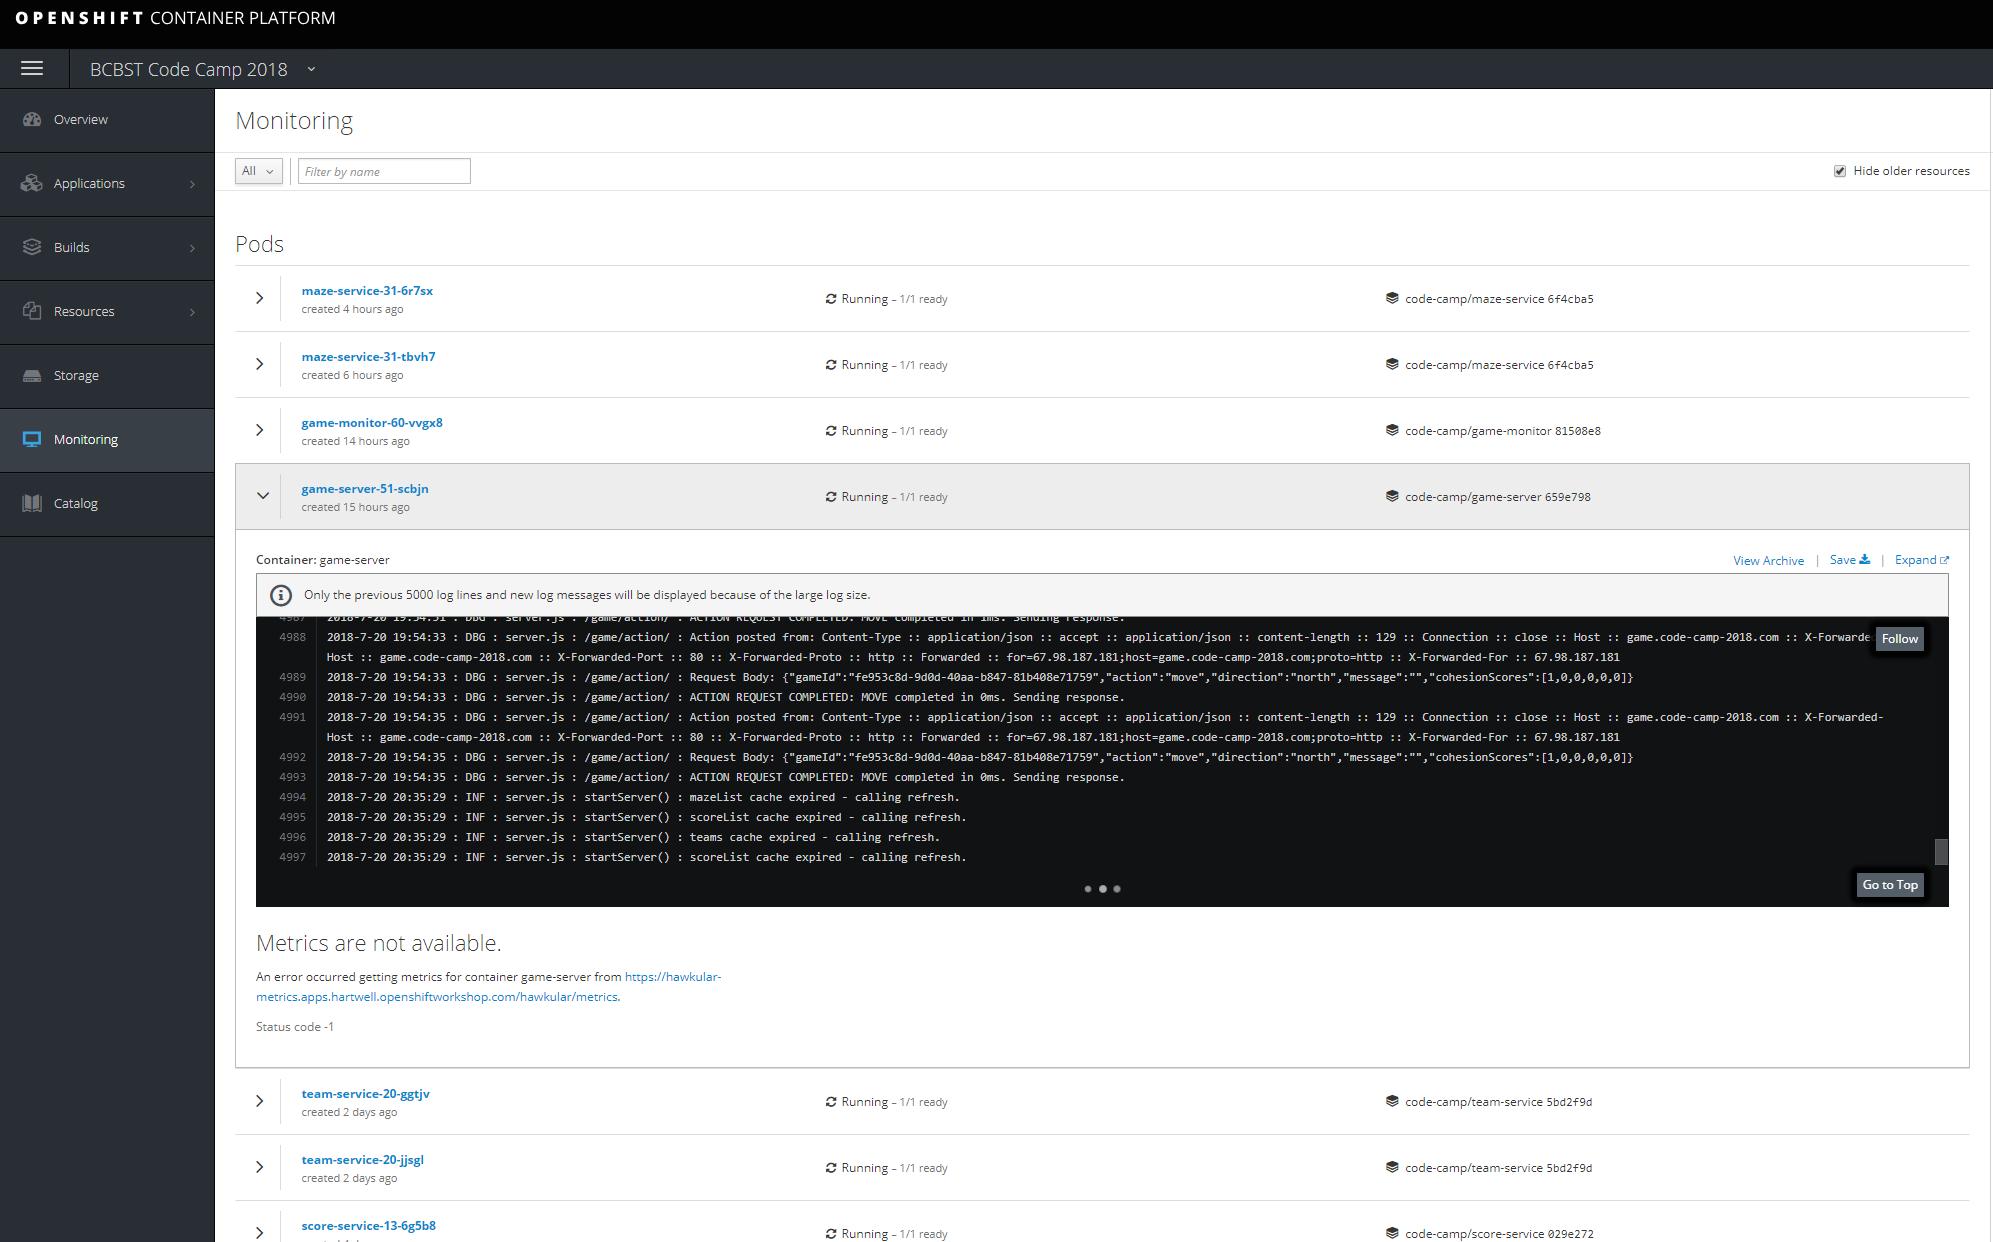 OPENSHIFT CONTAINER PLATFORM
BCBST Code Camp 2018
Overview
Applications
Builds
Resources
Storage
Monitoring
Catalog
Monitoring
All
Filter by name
Hide older resources
Pods
maze-service-31-6r7sx
created 4 hours ago
Running – 1/1 ready
code-camp/maze-service 6f4cba5
maze-service-31-tbvh7
created 6 hours ago
Running – 1/1 ready
code-camp/maze-service 6f4cba5
game-monitor-60-vvgx8
created 14 hours ago
Running – 1/1 ready
code-camp/game-monitor 81508e8
game-server-51-scbjn
created 15 hours ago
Running – 1/1 ready
code-camp/game-server 659e798
Container: game-server
View Archive | Save | Expand
Only the previous 5000 log lines and new log messages will be displayed because of the large log size.
4987 2018-7-20 19:54:31 : DBG : server.js : /game/action/ : ACTION REQUEST COMPLETED: MOVE completed in 1ms. Sending response.
4988 2018-7-20 19:54:33 : DBG : server.js : /game/action/ : Action posted from: Content-Type :: application/json :: accept :: application/json :: content-length :: 129 :: Connection :: close :: Host :: game.code-camp-2018.com :: X-Forwarde
Host :: game.code-camp-2018.com :: X-Forwarded-Port :: 80 :: X-Forwarded-Proto :: http :: Forwarded :: for=67.98.187.181;host=game.code-camp-2018.com;proto=http :: X-Forwarded-For :: 67.98.187.181
4989 2018-7-20 19:54:33 : DBG : server.js : /game/action/ : Request Body: {"gameId":"fe953c8d-9d0d-40aa-b847-81b408e71759","action":"move","direction":"north","message":"","cohesionScores":[1,0,0,0,0,0]}
4990 2018-7-20 19:54:33 : DBG : server.js : /game/action/ : ACTION REQUEST COMPLETED: MOVE completed in 0ms. Sending response.
4991 2018-7-20 19:54:35 : DBG : server.js : /game/action/ : Action posted from: Content-Type :: application/json :: accept :: application/json :: content-length :: 129 :: Connection :: close :: Host :: game.code-camp-2018.com :: X-Forwarded-
Host :: game.code-camp-2018.com :: X-Forwarded-Port :: 80 :: X-Forwarded-Proto :: http :: Forwarded :: for=67.98.187.181;host=game.code-camp-2018.com;proto=http :: X-Forwarded-For :: 67.98.187.181
4992 2018-7-20 19:54:35 : DBG : server.js : /game/action/ : Request Body: {"gameId":"fe953c8d-9d0d-40aa-b847-81b408e71759","action":"move","direction":"north","message":"","cohesionScores":[1,0,0,0,0,0]}
4993 2018-7-20 19:54:35 : DBG : server.js : /game/action/ : ACTION REQUEST COMPLETED: MOVE completed in 0ms. Sending response.
4994 2018-7-20 20:35:29 : INF : server.js : startServer() : mazeList cache expired - calling refresh.
4995 2018-7-20 20:35:29 : INF : server.js : startServer() : scoreList cache expired - calling refresh.
4996 2018-7-20 20:35:29 : INF : server.js : startServer() : teams cache expired - calling refresh.
4997 2018-7-20 20:35:29 : INF : server.js : startServer() : scoreList cache expired - calling refresh.
Follow
Go to Top
Metrics are not available.
An error occurred getting metrics for container game-server from https://hawkular-
metrics.apps.hartwell.openshiftworkshop.com/hawkular/metrics.
Status code -1
team-service-20-ggtjv
created 2 days ago
Running – 1/1 ready
code-camp/team-service 5bd2f9d
team-service-20-jjsgl
created 2 days ago
Running – 1/1 ready
code-camp/team-service 5bd2f9d
score-service-13-6g5b8
Running – 1/1 ready
code-camp/score-service 029e272